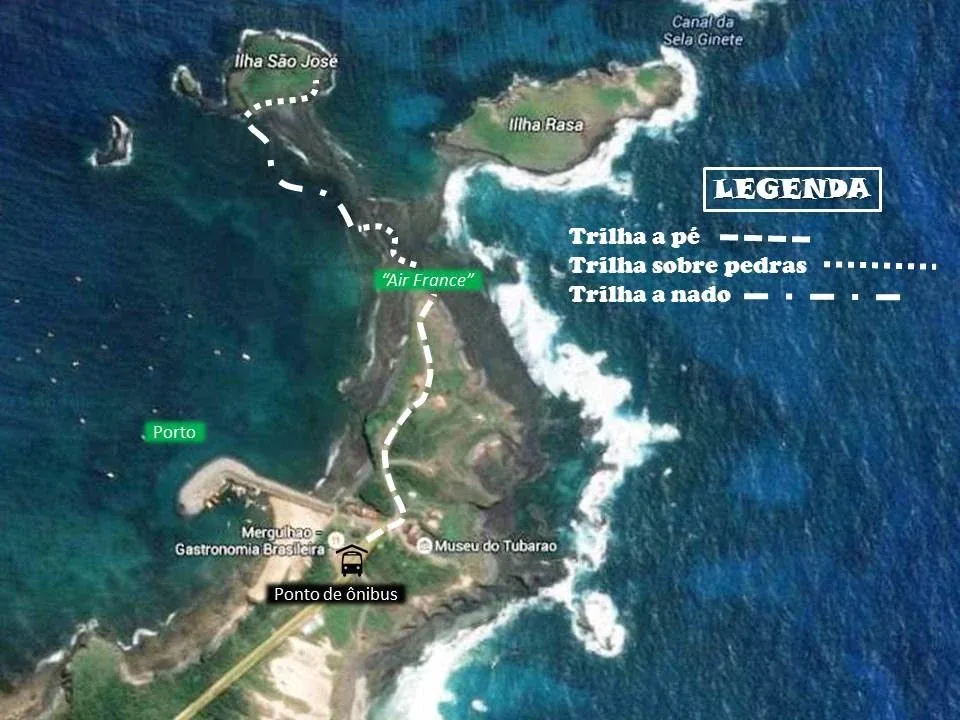 Canal da
Sela Ginete
Ilha São José
Ilha Rasa
LEGENDA
Trilha a pé
Trilha sobre pedras
Trilha a nado
"Air France"
Porto
Mergulhao -
Gastronomia Brasileira
Museu do Tubarao
Ponto de ônibus